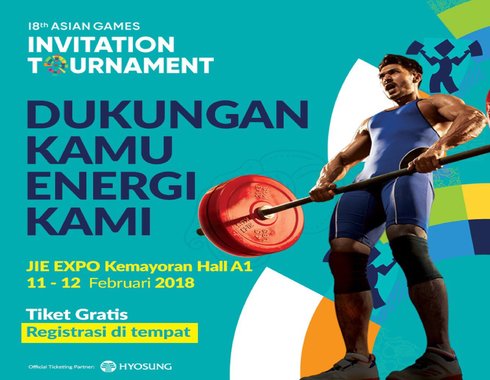 18th ASIAN GAMES
INVITATION
TOURNAMENT
DUKUNGAN
KAMU
ENERGI
KAMI
JIE EXPO Kemayoran Hall A1
11 - 12 Februari 2018
Tiket Gratis
Registrasi di tempat
Official Ticketing Partner: HYOSUNG